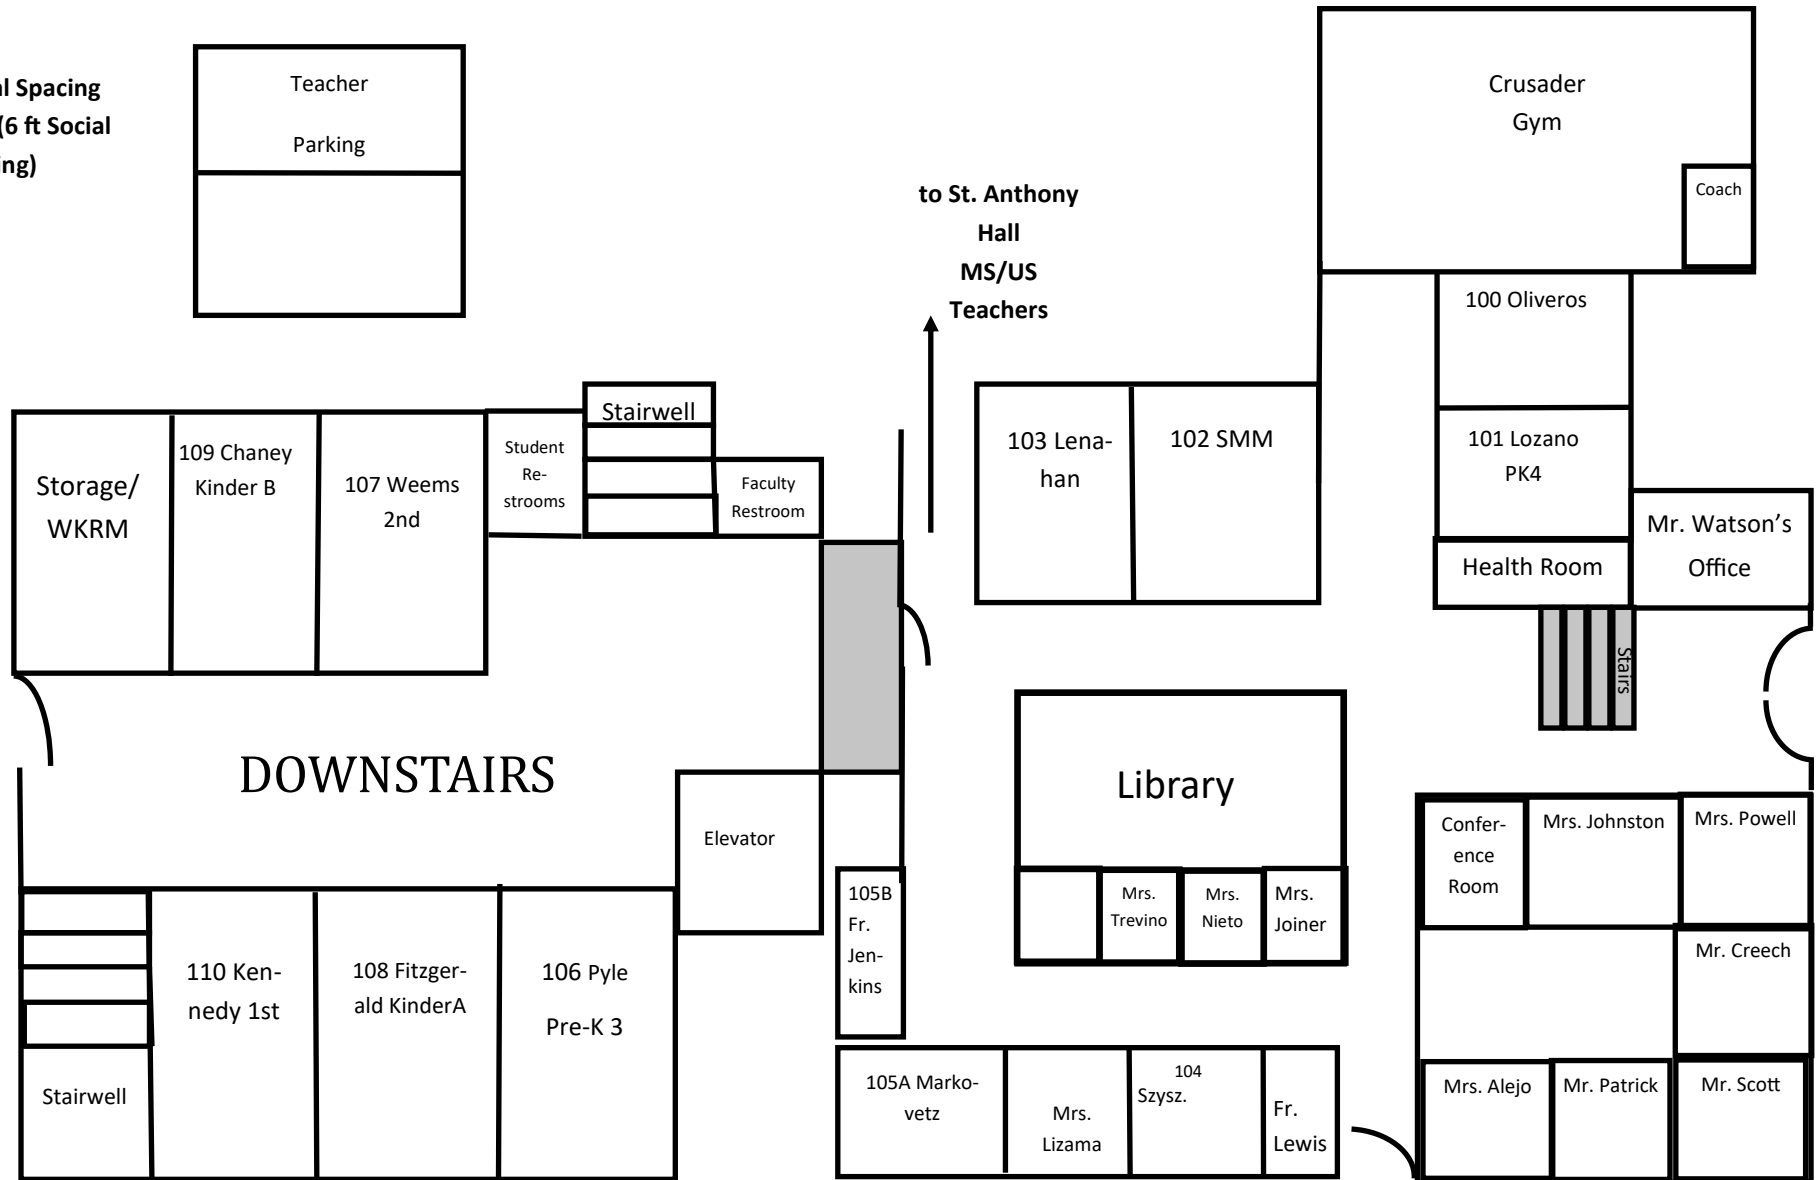 al Spacing
(6 ft Social
ing)
Teacher
Parking
to St. Anthony
Hall
MS/US
Teachers
Crusader
Gym
Coach
100 Oliveros
101 Lozano
PK4
Health Room
Mr. Watson’s
Office
Stairs
103 Lena-
han
102 SMM
Storage/
WKRM
109 Chaney
Kinder B
107 Weems
2nd
Student
Re-
strooms
Stairwell
Faculty
Restroom
DOWNSTAIRS
Elevator
Library
Mrs.
Trevino
Mrs.
Nieto
Mrs.
Joiner
Confer-
ence
Room
Mrs. Johnston
Mrs. Powell
Mr. Creech
Mrs. Alejo
Mr. Patrick
Mr. Scott
Stairwell
110 Ken-
nedy 1st
108 Fitzger-
ald KinderA
106 Pyle
Pre-K 3
105B
Fr.
Jen-
kins
105A Marko-
vetz
Mrs.
Lizama
104
Szysz.
Fr.
Lewis